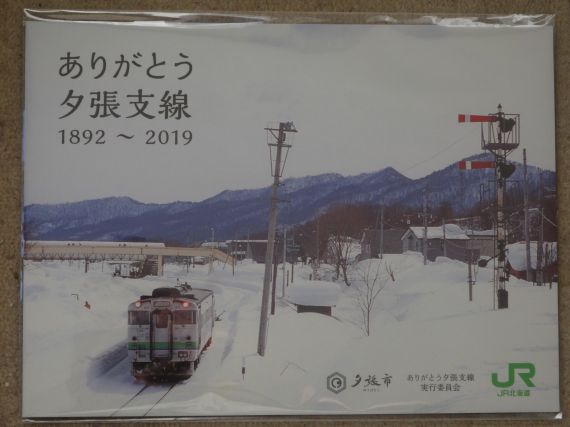 ありがとう
夕張支線
1892 〜 2019
夕張市
ありがとう夕張支線
実行委員会
JR
JR北海道